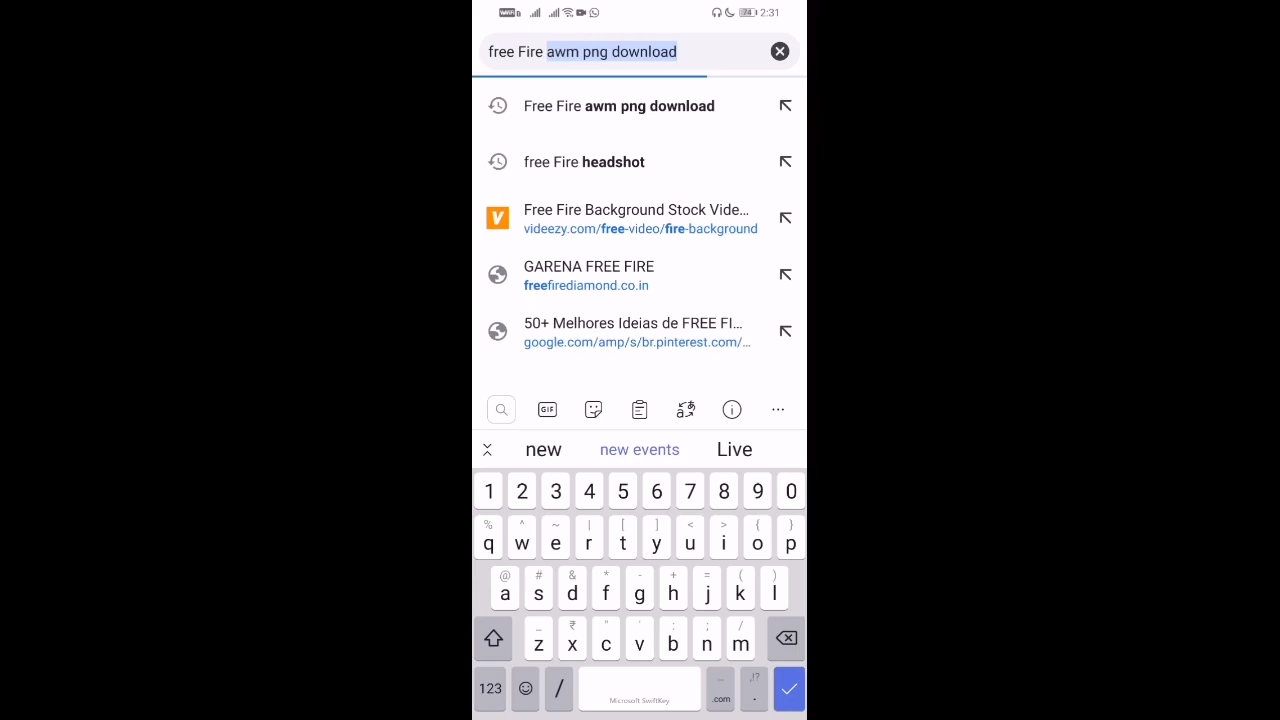 74 2:31
free Fire awm png download
Free Fire awm png download
free Fire headshot
Free Fire Background Stock Vide...
videezy.com/free-video/fire-background
GARENA FREE FIRE
freefirediamond.co.in
50+ Melhores Ideias de FREE FI...
google.com/amp/s/br.pinterest.com/...
GIF
new new events Live
1 2 3 4 5 6 7 8 9 0
% ^ ~ | [ ] < > { }
q w e r t y u i o p
@ # & * - + = ( )
a s d f g h j k l
_ ₹ " ' : ; /
z x c v b n m
123 / Microsoft SwiftKey .com ,!? .